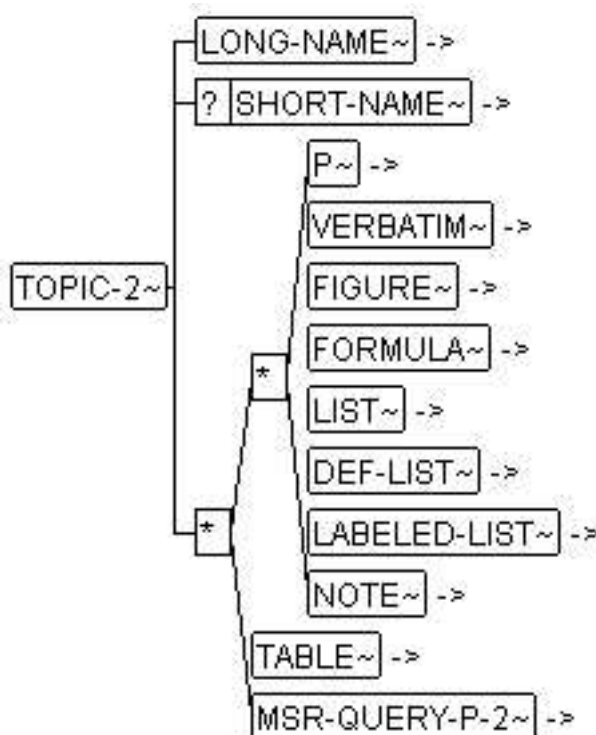 LONG-NAME~ ->
? SHORT-NAME~ ->
P~ ->
VERBATIM~ ->
TOPIC-2~
FIGURE~ ->
FORMULA~ ->
*
LIST~ ->
DEF-LIST~ ->
*
LABELED-LIST~ ->
NOTE~ ->
TABLE~ ->
MSR-QUERY-P-2~ ->